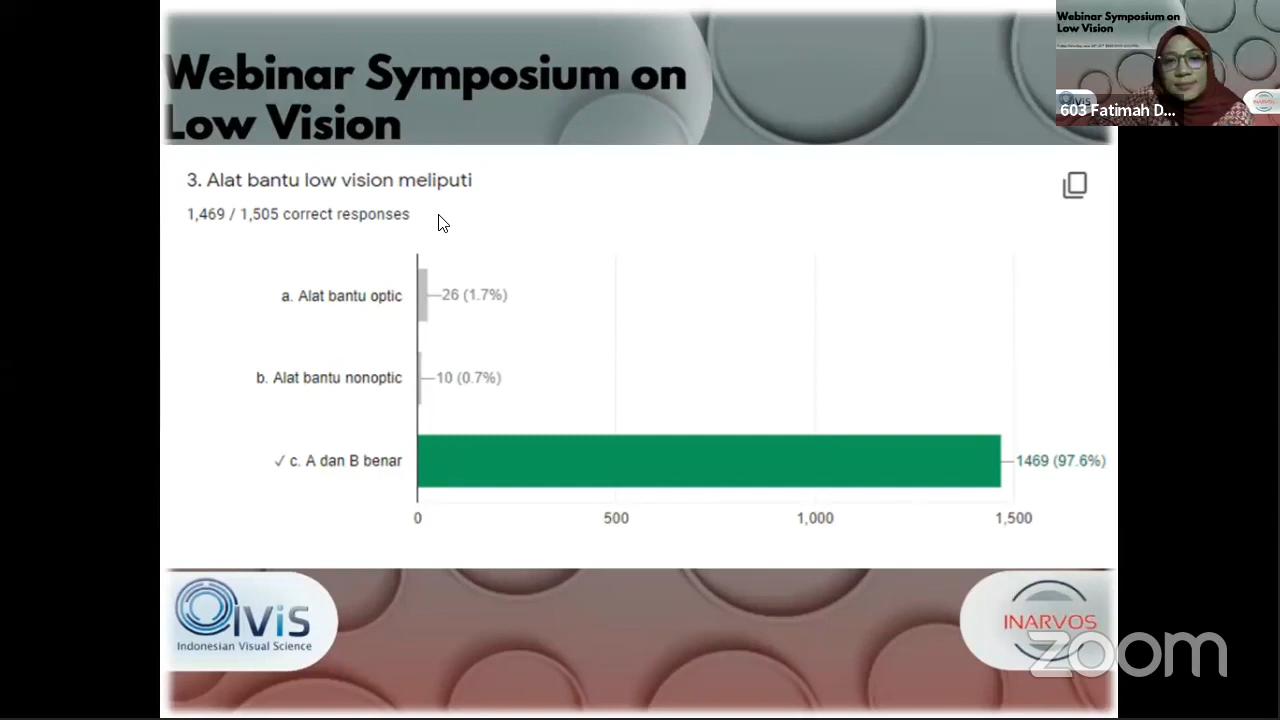 Webinar Symposium on
Low Vision
3. Alat bantu low vision meliputi
1,469 / 1,505 correct responses
a. Alat bantu optic
26 (1.7%)
b. Alat bantu nonoptic
10 (0.7%)
✓ c. A dan B benar
1469 (97.6%)
0
500
1,000
1,500
IViS
Indonesian Visual Science
INARVOS
zoom
Webinar Symposium on
Low Vision
603 Fatimah D...